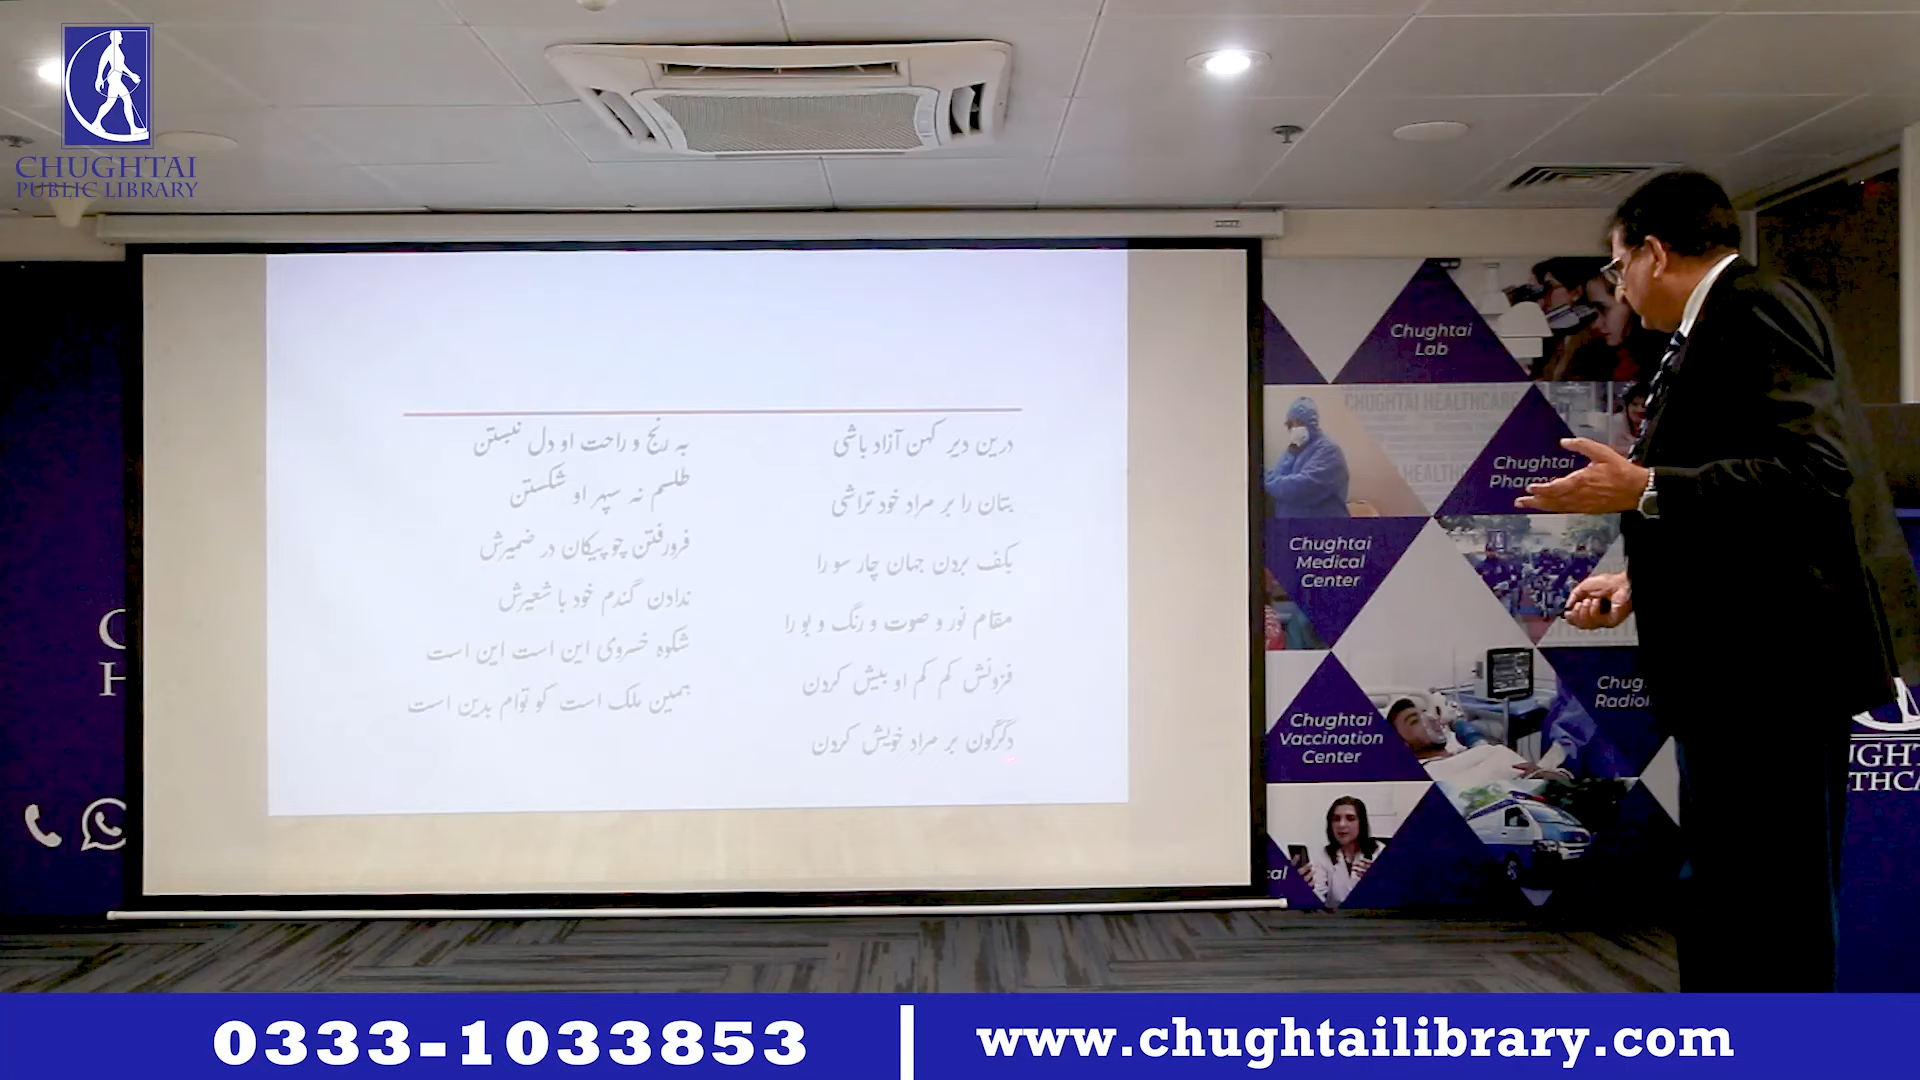 CHUGHTAI
PUBLIC LIBRARY
درین دیر کہن آزاد باشی
بتان را بر مراد خود تراشی
بکف بردن جہان چار سو را
مقام نور و صوت و رنگ و بو را
فزونش کم کم او بیش کردن
دگرگون بر مراد خویش کردن
بہ رنج و راحت او دل نبستن
طلسم نہ سپہر او شکستن
فرورفتن چو پیکان در ضمیرش
ندادن گندم خود با شعیرش
شکوہ خسروی این است این است
ہمین ملک است کو توام بدین است
Chughtai
Lab
CHUGHTAI HEALTHCARE
Chughtai
Chughtai
Medical
Center
Chughtai
Vaccination
Center
0333-1033853
www.chughtailibrary.com